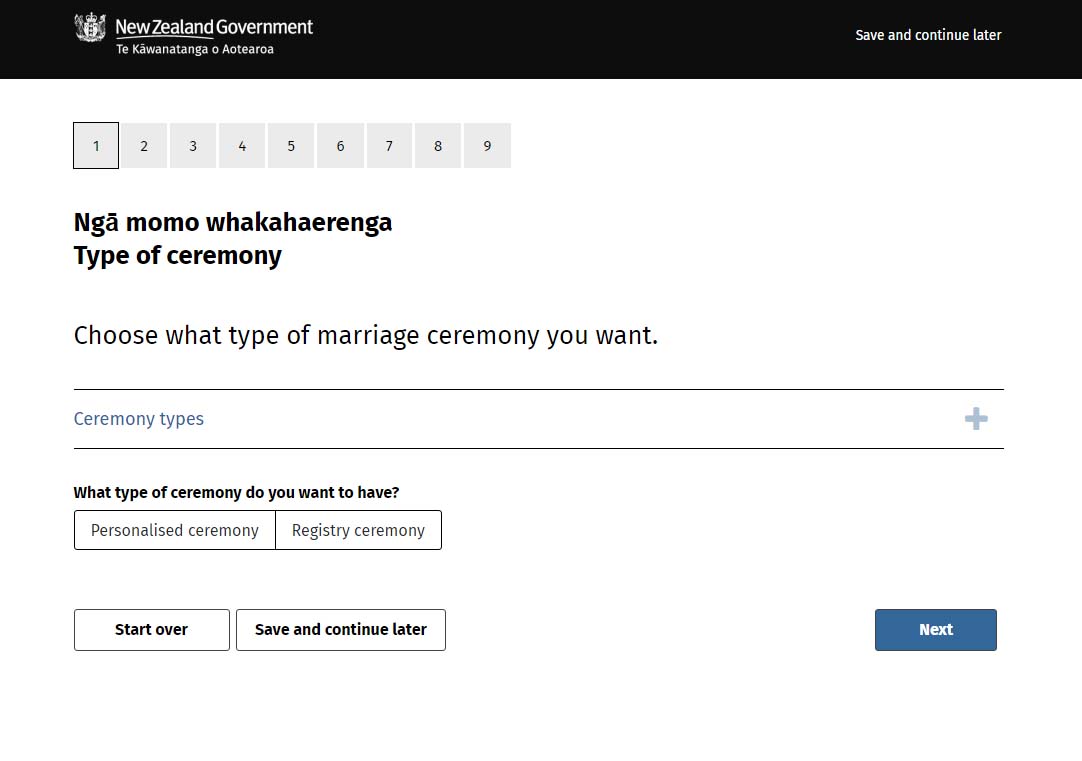 New Zealand Government
Te Kāwanatanga o Aotearoa
Save and continue later
1 2 3 4 5 6 7 8 9
Ngā momo whakahaerenga
Type of ceremony
Choose what type of marriage ceremony you want.
Ceremony types
What type of ceremony do you want to have?
Personalised ceremony Registry ceremony
Start over Save and continue later Next